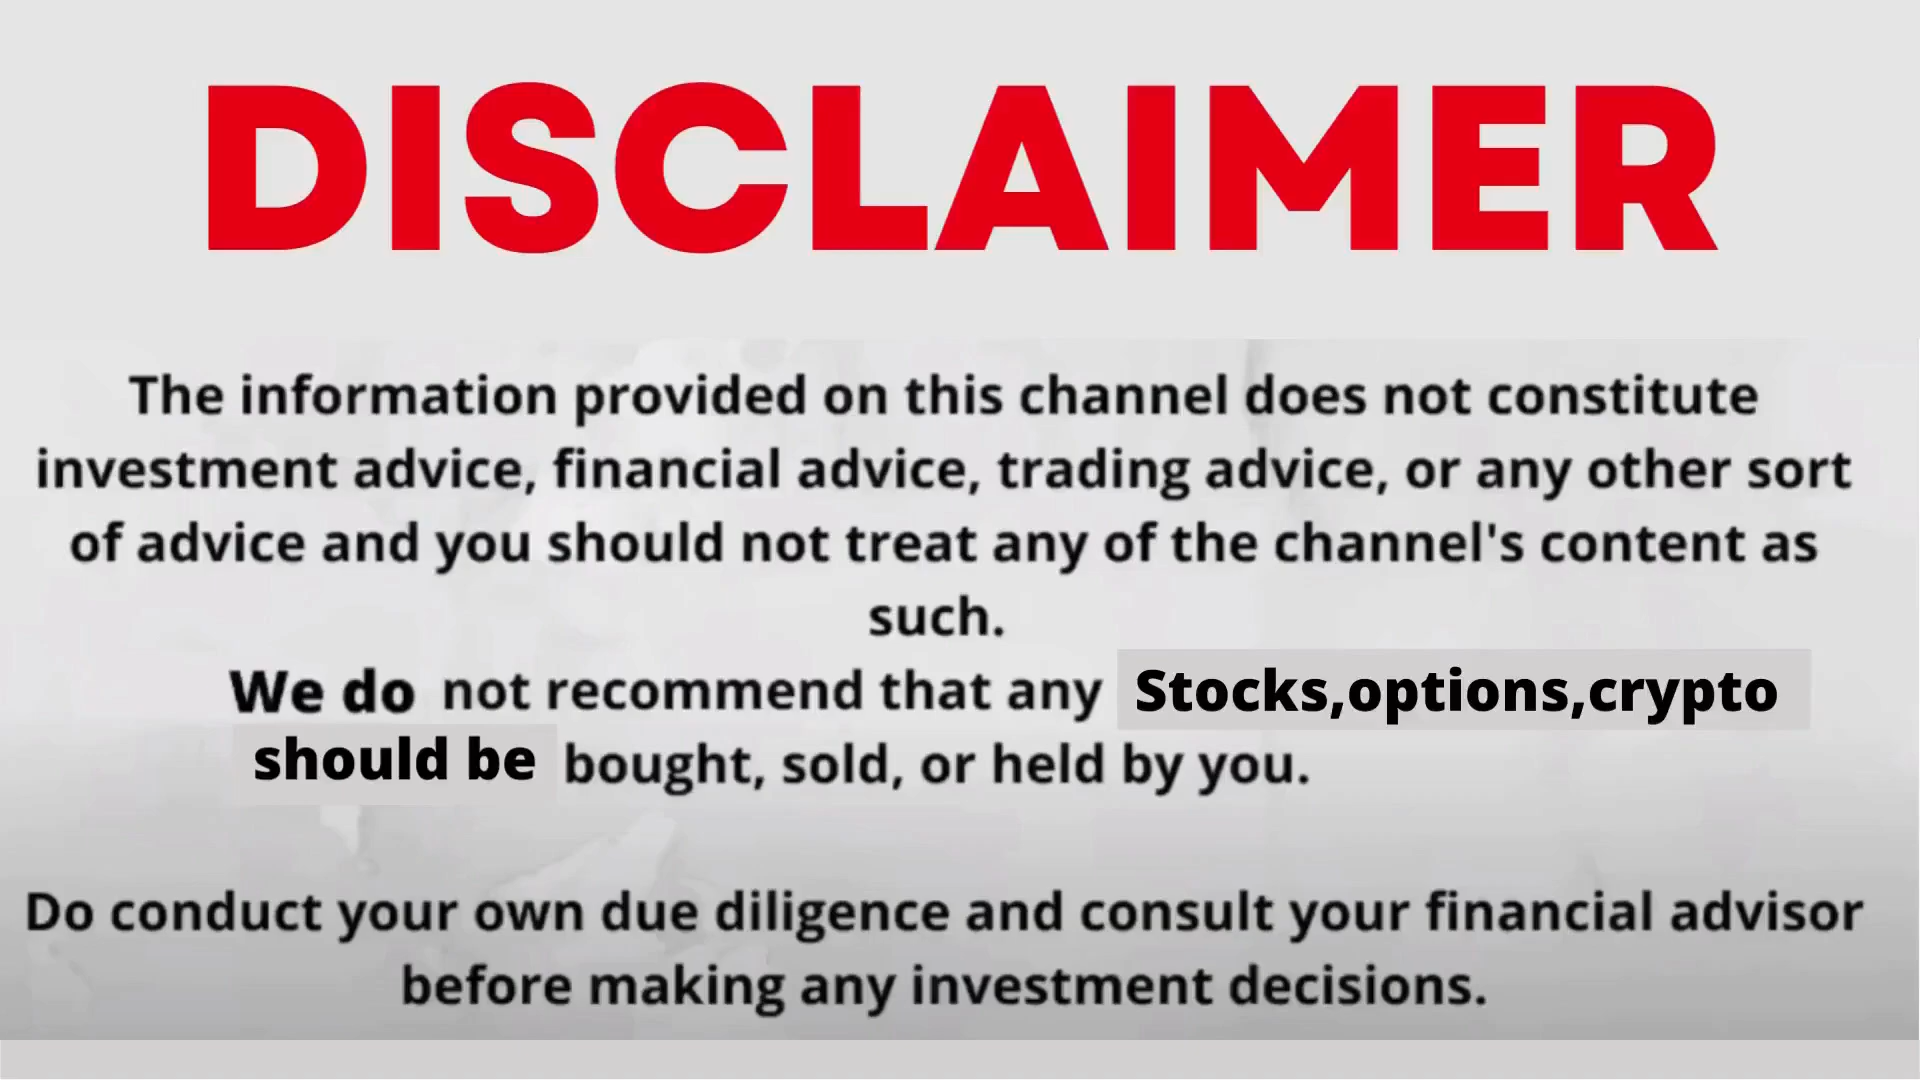 DISCLAIMER
The information provided on this channel does not constitute
investment advice, financial advice, trading advice, or any other sort
of advice and you should not treat any of the channel's content as
such.
We do not recommend that any Stocks,options,crypto
should be bought, sold, or held by you.
Do conduct your own due diligence and consult your financial advisor
before making any investment decisions.